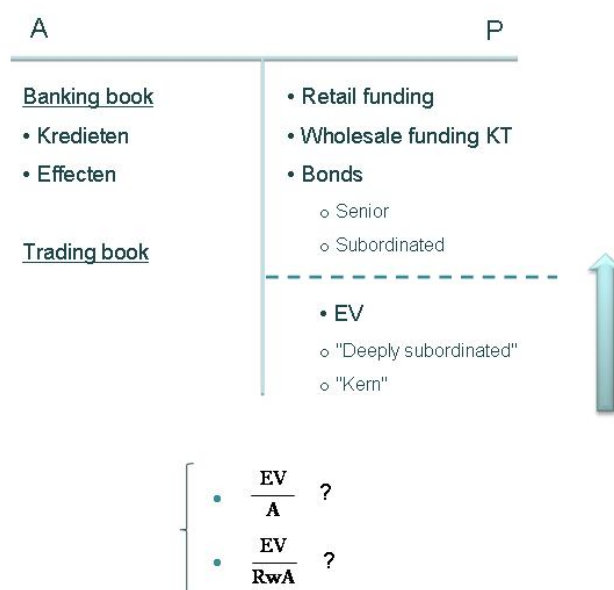 A
P
Banking book
• Kredieten
• Effecten
Trading book
• Retail funding
• Wholesale funding KT
• Bonds
o Senior
o Subordinated
• EV
o "Deeply subordinated"
o "Kern"
• EV
A ?
• EV
RwA ?